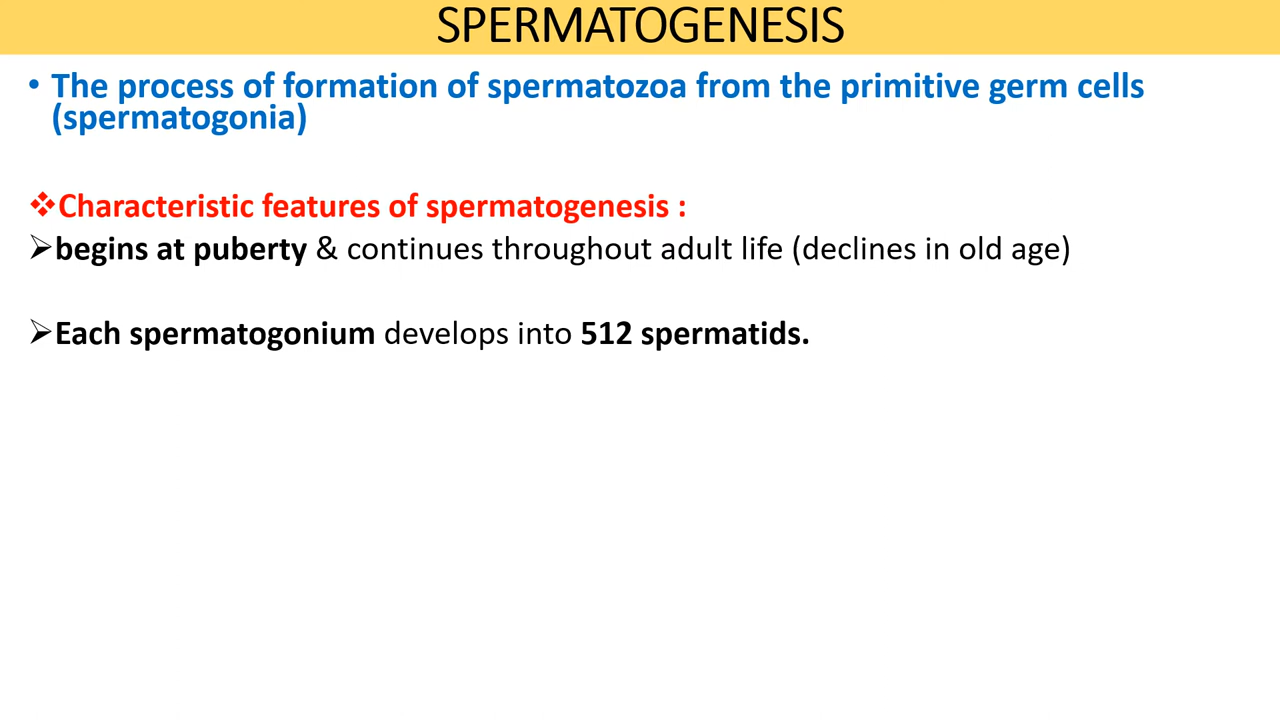 SPERMATOGENESIS
• The process of formation of spermatozoa from the primitive germ cells
(spermatogonia)
❖Characteristic features of spermatogenesis :
➢begins at puberty & continues throughout adult life (declines in old age)
➢Each spermatogonium develops into 512 spermatids.